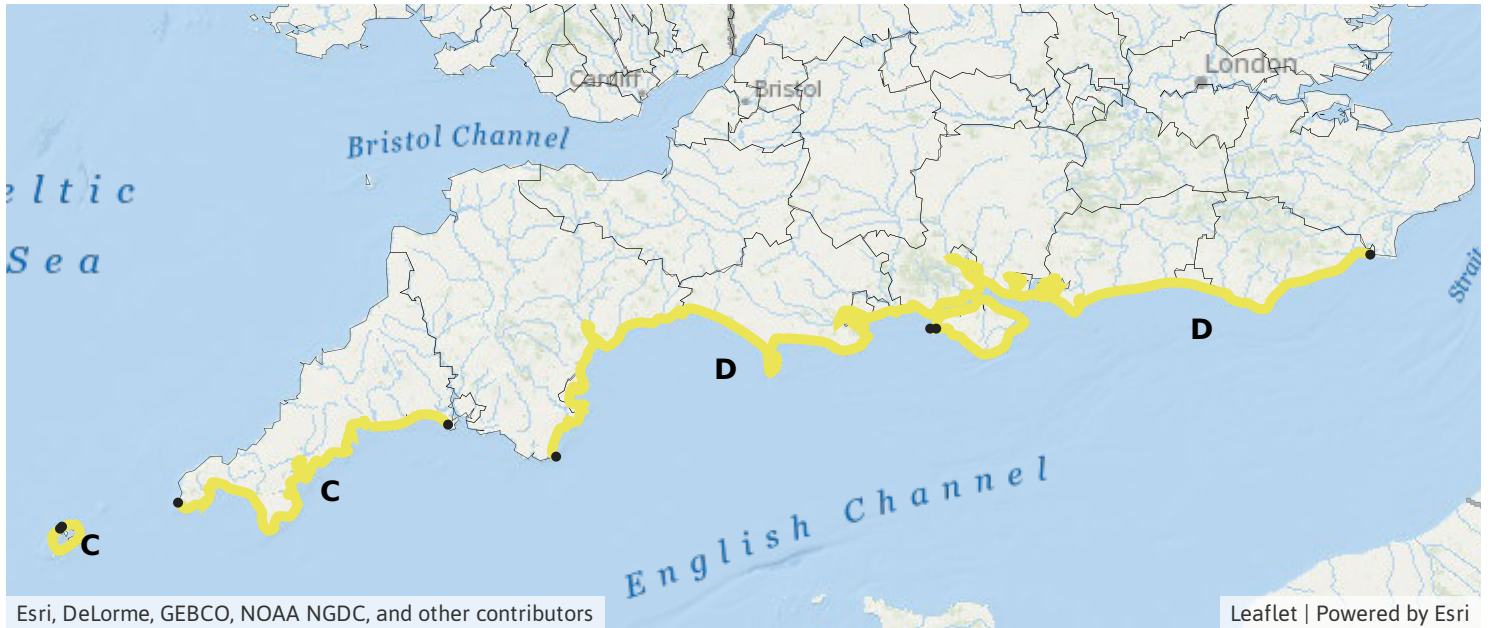 London
Cardiff
Bristol
Bristol Channel
eltic
Sea
Strait
D
D
C
C
English Channel
Esri, DeLorme, GEBCO, NOAA NGDC, and other contributors
Leaflet | Powered by Esri